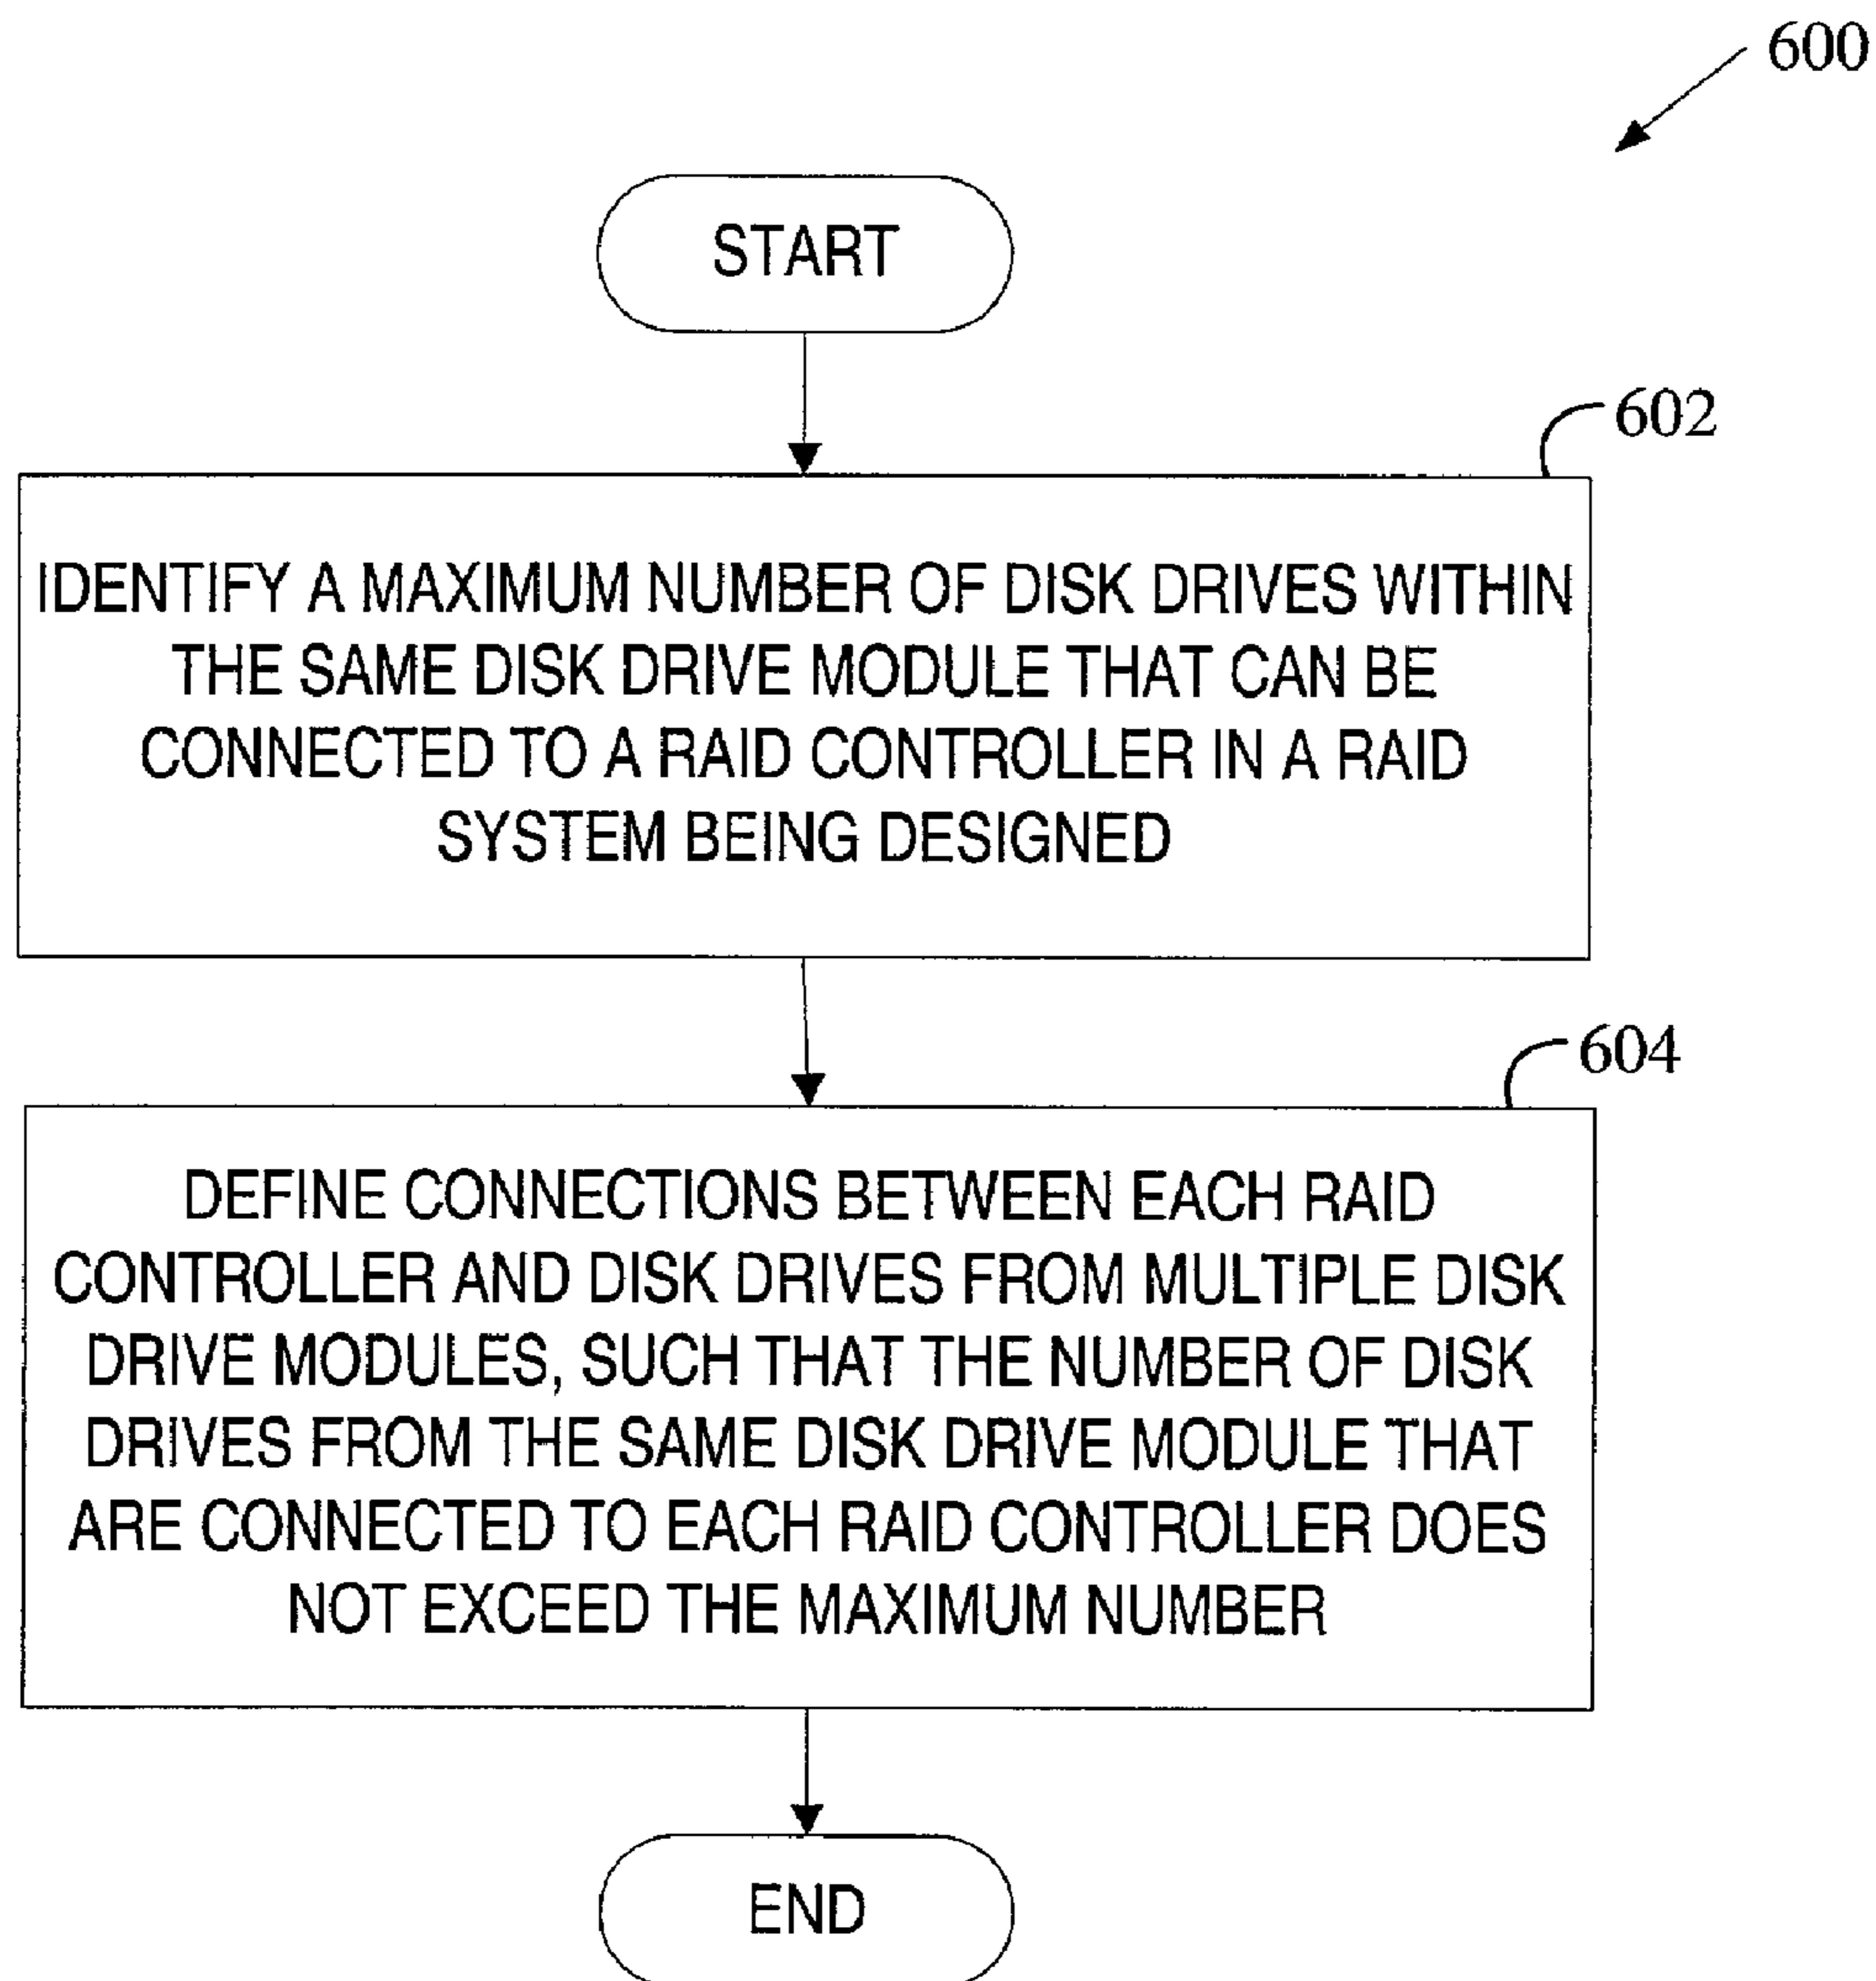 600
START
602
IDENTIFY A MAXIMUM NUMBER OF DISK DRIVES WITHIN
THE SAME DISK DRIVE MODULE THAT CAN BE
CONNECTED TO A RAID CONTROLLER IN A RAID
SYSTEM BEING DESIGNED
604
DEFINE CONNECTIONS BETWEEN EACH RAID
CONTROLLER AND DISK DRIVES FROM MULTIPLE DISK
DRIVE MODULES, SUCH THAT THE NUMBER OF DISK
DRIVES FROM THE SAME DISK DRIVE MODULE THAT
ARE CONNECTED TO EACH RAID CONTROLLER DOES
NOT EXCEED THE MAXIMUM NUMBER
END